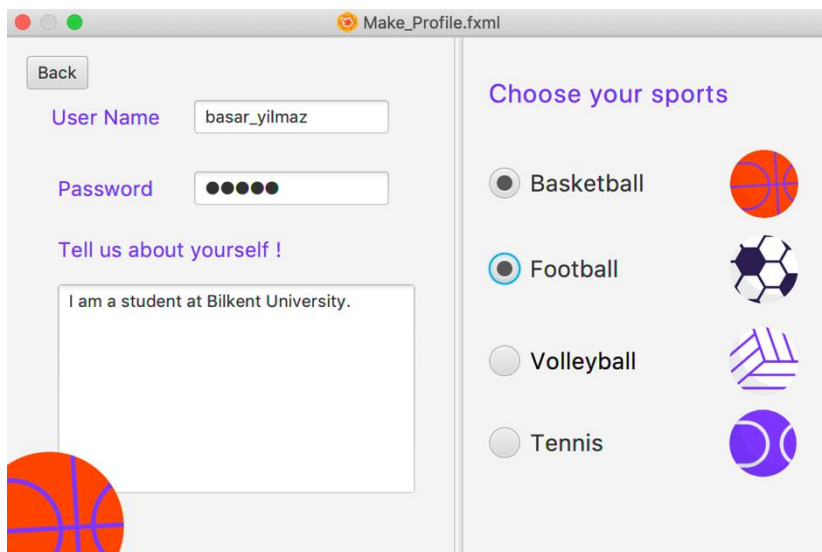 Make_Profile.fxml
Back
User Name
basar_yilmaz
Password
●●●●●
Tell us about yourself !
I am a student at Bilkent University.
Choose your sports
Basketball
Football
Volleyball
Tennis